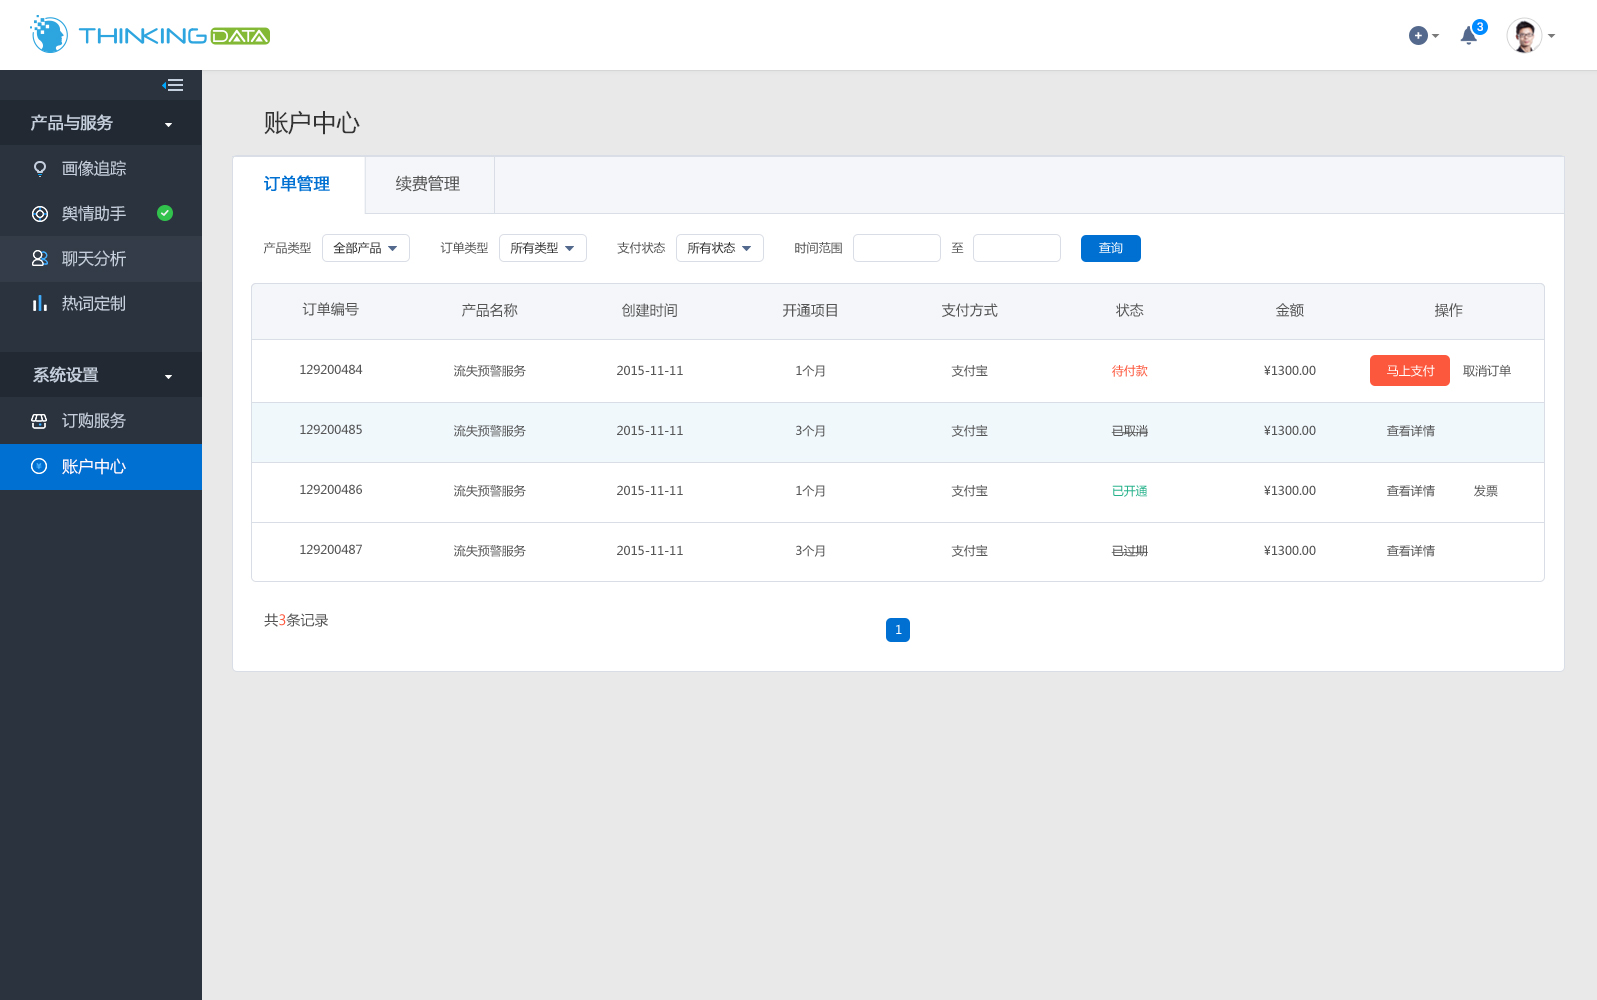 THINKINGDATA
3
产品与服务
画像追踪
舆情助手
聊天分析
热词定制
系统设置
订购服务
账户中心
账户中心
订单管理 续费管理
产品类型 全部产品 订单类型 所有类型 支付状态 所有状态 时间范围 至 查询
订单编号 产品名称 创建时间 开通项目 支付方式 状态 金额 操作
129200484 流失预警服务 2015-11-11 1个月 支付宝 待付款 ¥1300.00 马上支付 取消订单
129200485 流失预警服务 2015-11-11 3个月 支付宝 已取消 ¥1300.00 查看详情
129200486 流失预警服务 2015-11-11 1个月 支付宝 已开通 ¥1300.00 查看详情 发票
129200487 流失预警服务 2015-11-11 3个月 支付宝 已过期 ¥1300.00 查看详情
共3条记录
1